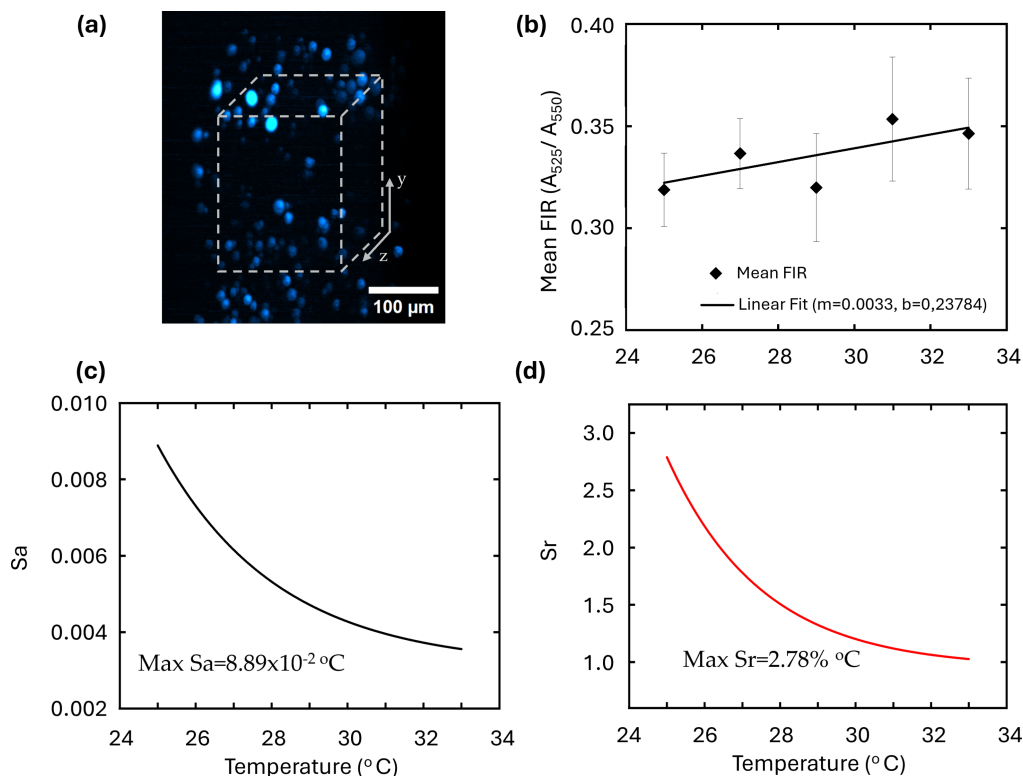 (a)
y
z
100 µm
(b)
0.40
0.35
0.30
0.25
Mean FIR (A525/ A550)
Mean FIR
Linear Fit (m=0.0033, b=0,23784)
24 26 28 30 32 34
(c)
0.010
0.008
0.006
0.004
0.002
Sa
Max Sa=8.89x10-2 oC
24 26 28 30 32 34
Temperature (o C)
(d)
3.0
2.5
2.0
1.5
1.0
Sr
Max Sr=2.78% oC
24 26 28 30 32 34
Temperature (o C)